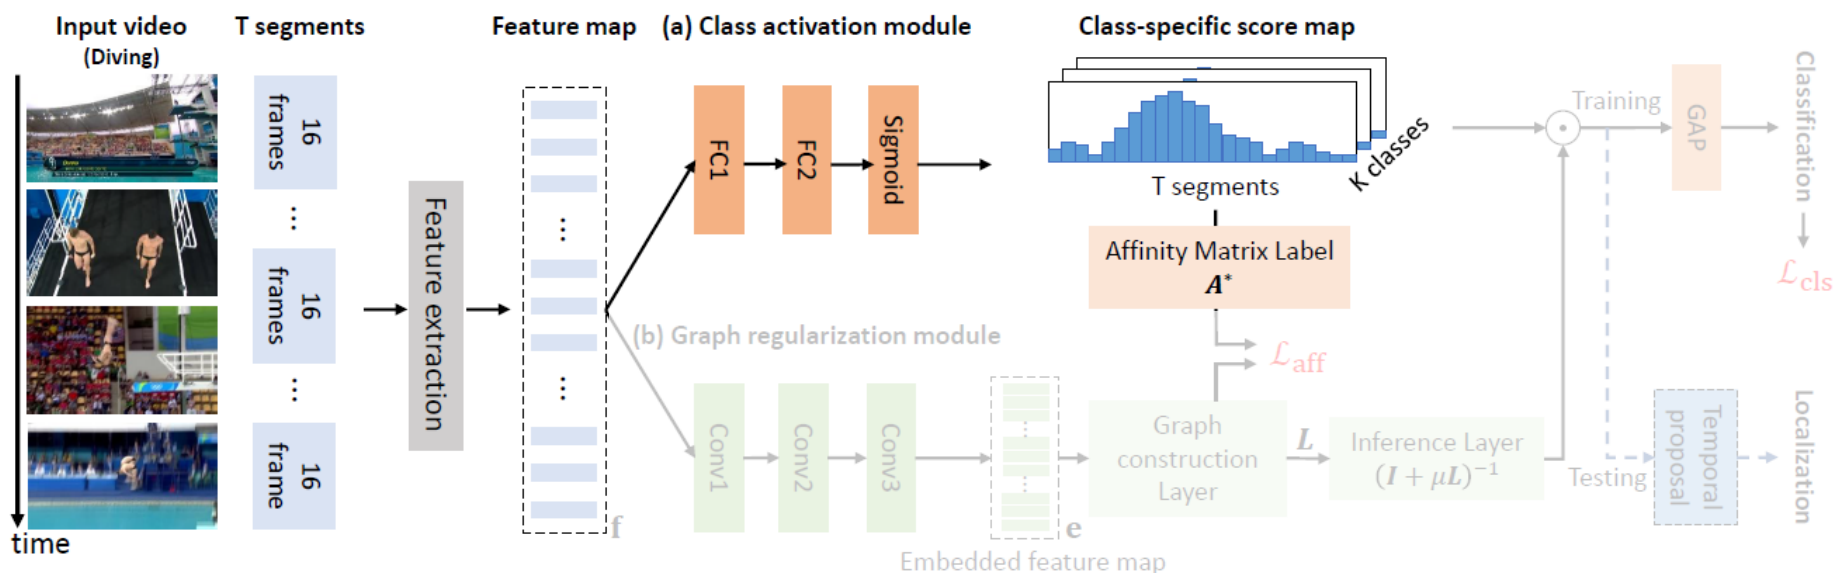 Input video
(Diving)
T segments
Feature map
(a) Class activation module
Class-specific score map
16
frames
...
16
frames
...
16
frame
time
Feature extraction
...
...
f
FC1
FC2
Sigmoid
K classes
T segments
Affinity Matrix Label
A*
(b) Graph regularization module
ℒaff
Conv1
Conv2
Conv3
e
Embedded feature map
Graph
construction
Layer
L
Inference Layer
(I + μL)⁻¹
Training
GAP
Classification
ℒcls
Testing
Temporal
proposal
Localization